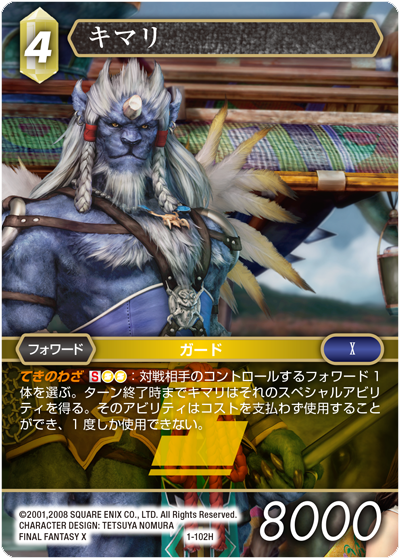 4
キマリ
フォワード
ガード
X
てきのわざ S:対戦相手のコントロールするフォワード1
体を選ぶ。ターン終了時までキマリはそれのスペシャルアビリ
ティを得る。そのアビリティはコストを支払わず使用すること
ができ、1度しか使用できない。
©2001,2008 SQUARE ENIX CO., LTD. All Rights Reserved.
CHARACTER DESIGN: TETSUYA NOMURA
FINAL FANTASY X
1-102H
8000